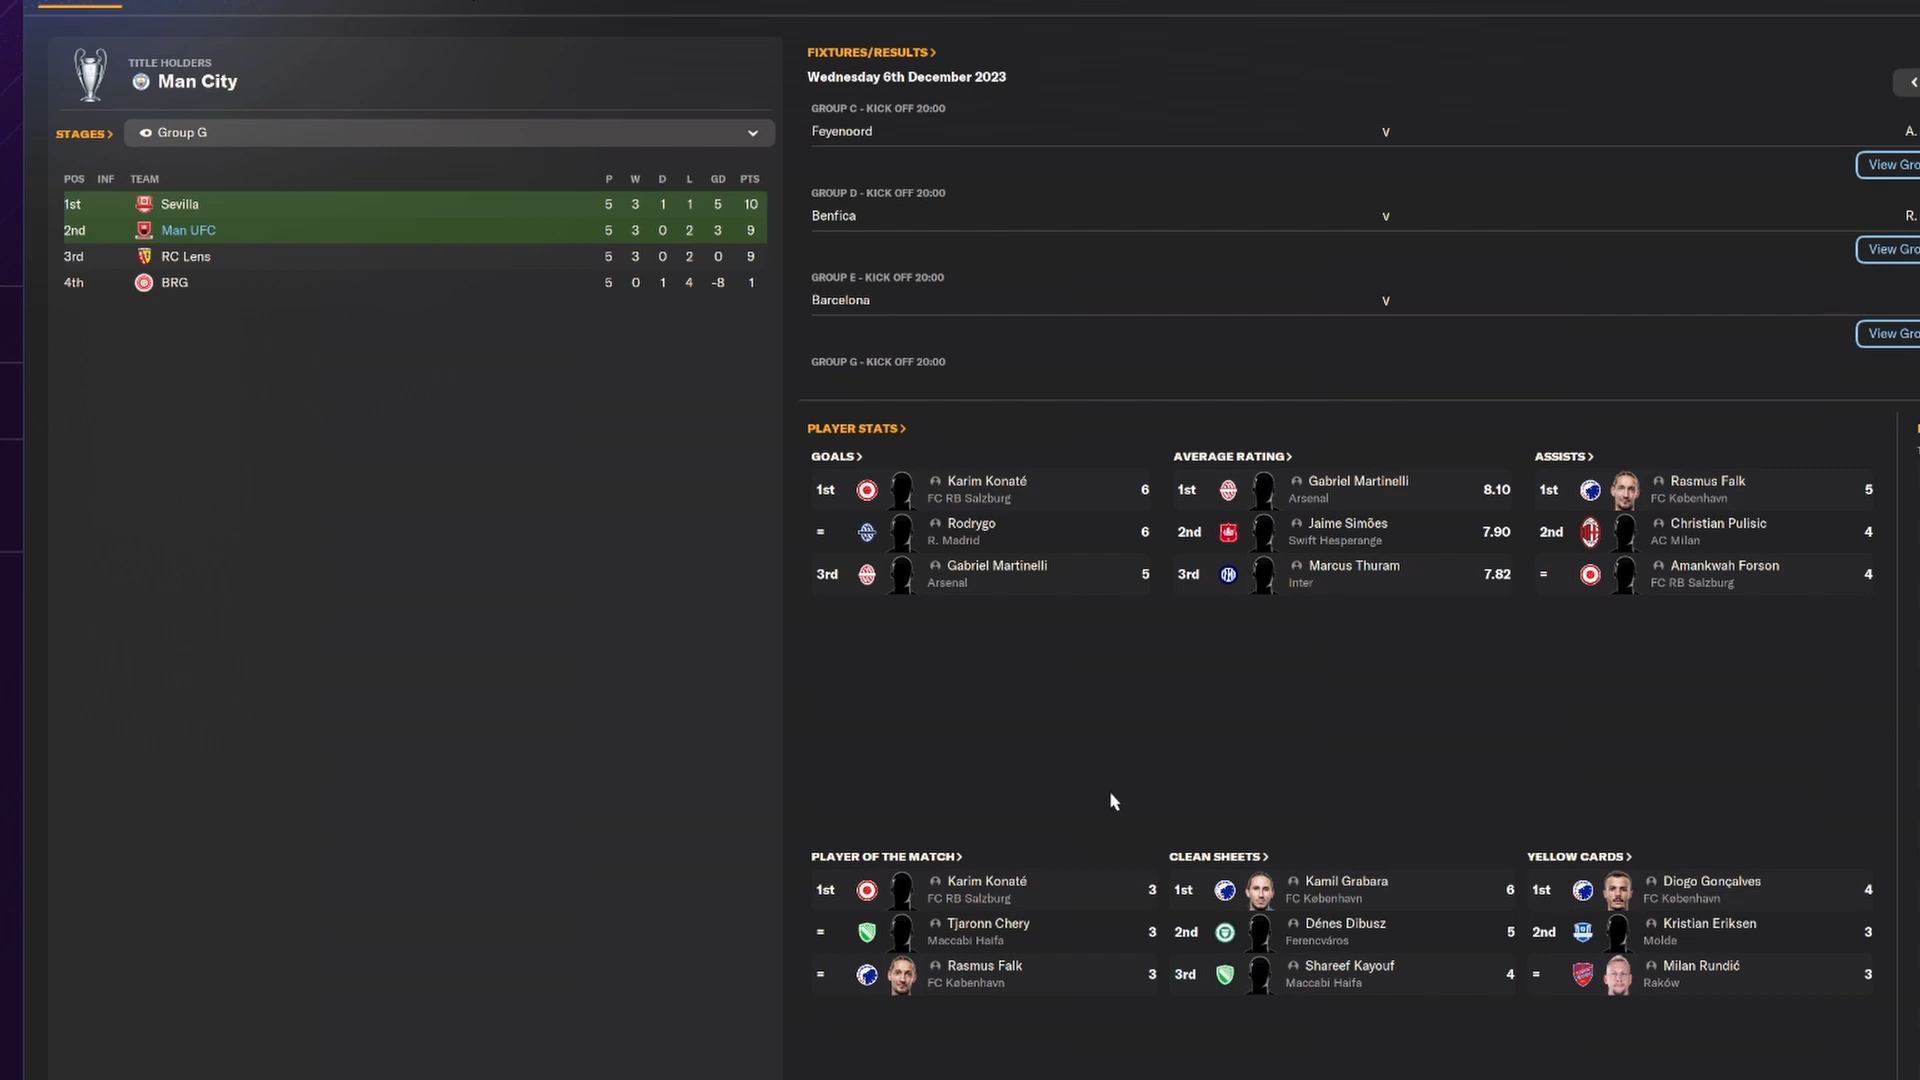 TITLE HOLDERS
Man City
STAGES>
Group G
POS INF TEAM P W D L GD PTS
1st Sevilla 5 3 1 1 5 10
2nd Man UFC 5 3 0 2 3 9
3rd RC Lens 5 3 0 2 0 9
4th BRG 5 0 1 4 -8 1
FIXTURES/RESULTS>
Wednesday 6th December 2023
GROUP C - KICK OFF 20:00
Feyenoord v A.
View Gro
GROUP D - KICK OFF 20:00
Benfica v R.
View Gro
GROUP E - KICK OFF 20:00
Barcelona v
View Gro
GROUP G - KICK OFF 20:00
PLAYER STATS>
GOALS>
1st Karim Konaté 6
FC RB Salzburg
= Rodrygo 6
R. Madrid
3rd Gabriel Martinelli 5
Arsenal
AVERAGE RATING>
1st Gabriel Martinelli 8.10
Arsenal
2nd Jaime Simões 7.90
Swift Hesperange
3rd Marcus Thuram 7.82
Inter
ASSISTS>
1st Rasmus Falk 5
FC København
2nd Christian Pulisic 4
AC Milan
= Amankwah Forson 4
FC RB Salzburg
PLAYER OF THE MATCH>
1st Karim Konaté 3
FC RB Salzburg
= Tjaronn Chery 3
Maccabi Haifa
= Rasmus Falk 3
FC København
CLEAN SHEETS>
1st Kamil Grabara 6
FC København
2nd Dénes Dibusz 5
Ferencváros
3rd Shareef Kayouf 4
Maccabi Haifa
YELLOW CARDS>
1st Diogo Gonçalves 4
FC København
2nd Kristian Eriksen 3
Molde
= Milan Rundić 3
Raków